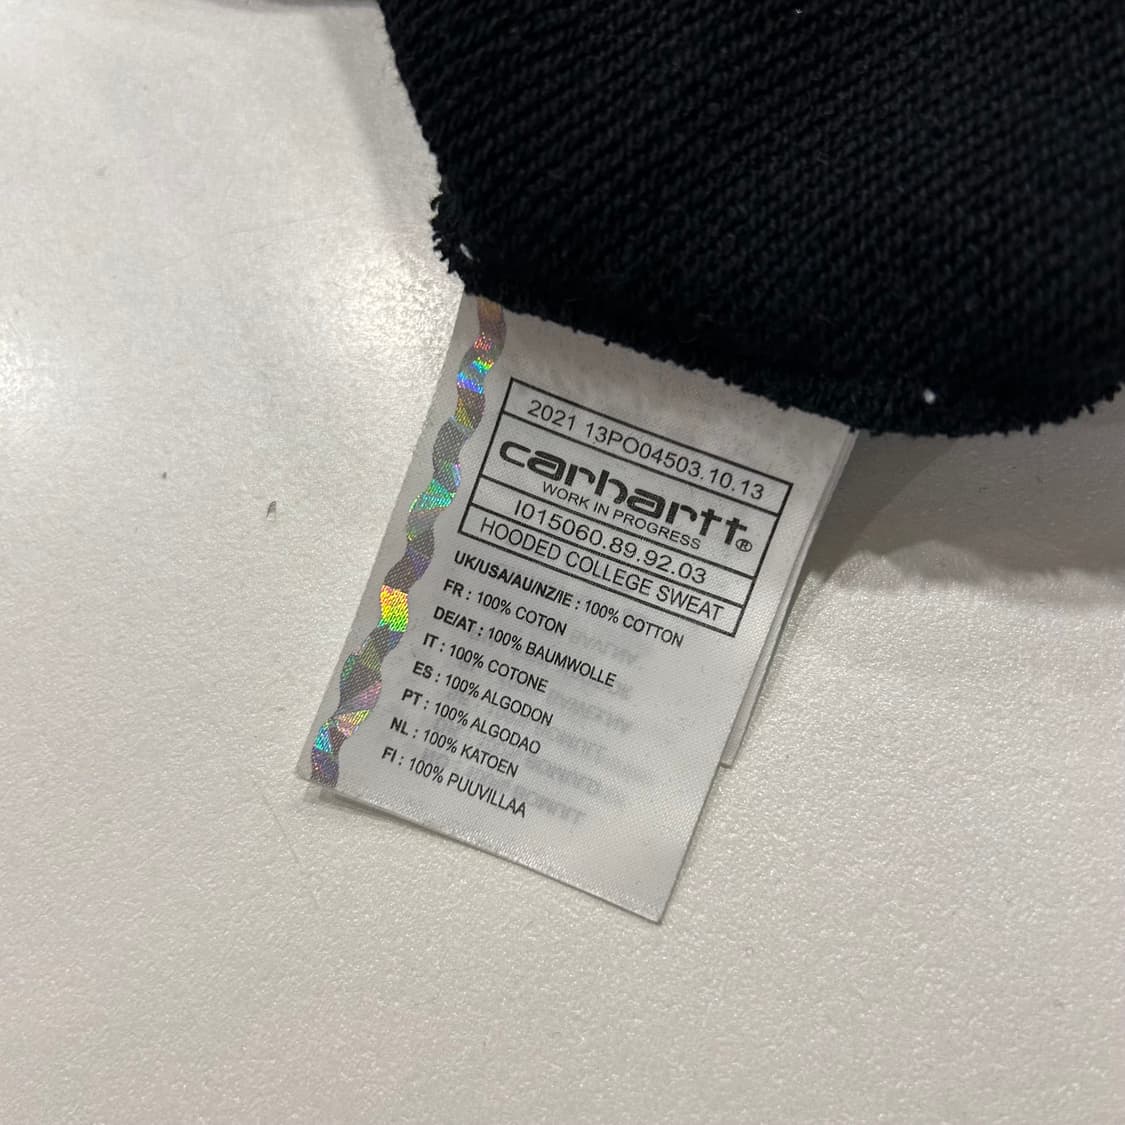 2021 13PO04503.10.13
carhartt®
WORK IN PROGRESS
I015060.89.92.03
HOODED COLLEGE SWEAT
UK/USA/AU/NZ/IE : 100% COTTON
FR : 100% COTON
DE/AT : 100% BAUMWOLLE
IT : 100% COTONE
ES : 100% ALGODON
PT : 100% ALGODAO
NL : 100% KATOEN
FI : 100% PUUVILLAA